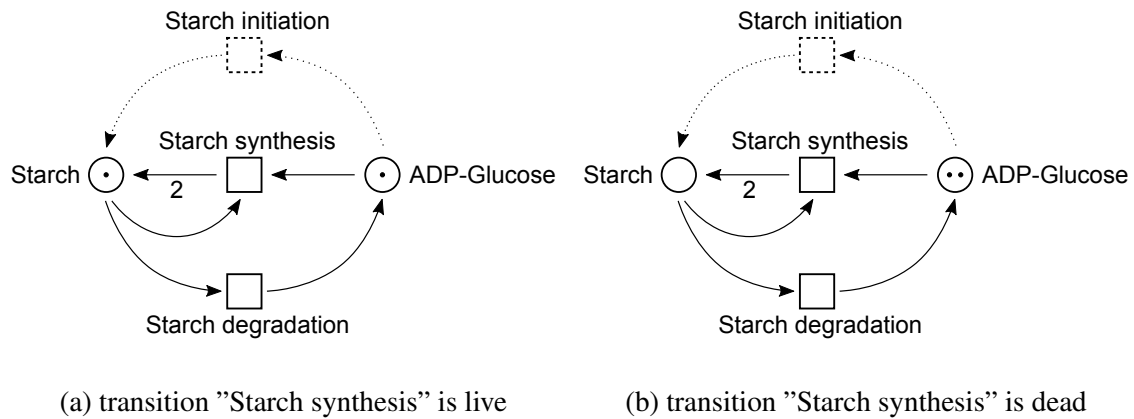 Starch initiation
Starch synthesis
Starch
ADP-Glucose
2
Starch degradation
(a) transition ”Starch synthesis” is live
Starch initiation
Starch synthesis
Starch
ADP-Glucose
2
Starch degradation
(b) transition ”Starch synthesis” is dead